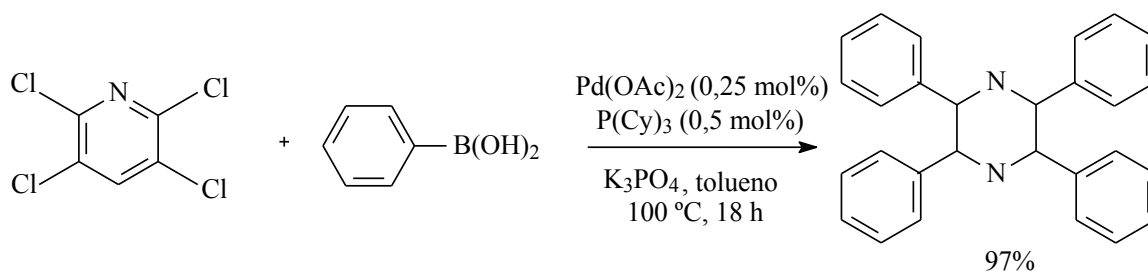 Cl
N
Cl
Cl
Cl
+
B(OH)2
Pd(OAc)2 (0,25 mol%)
P(Cy)3 (0,5 mol%)
K3PO4, tolueno
100 ºC, 18 h
N
N
97%